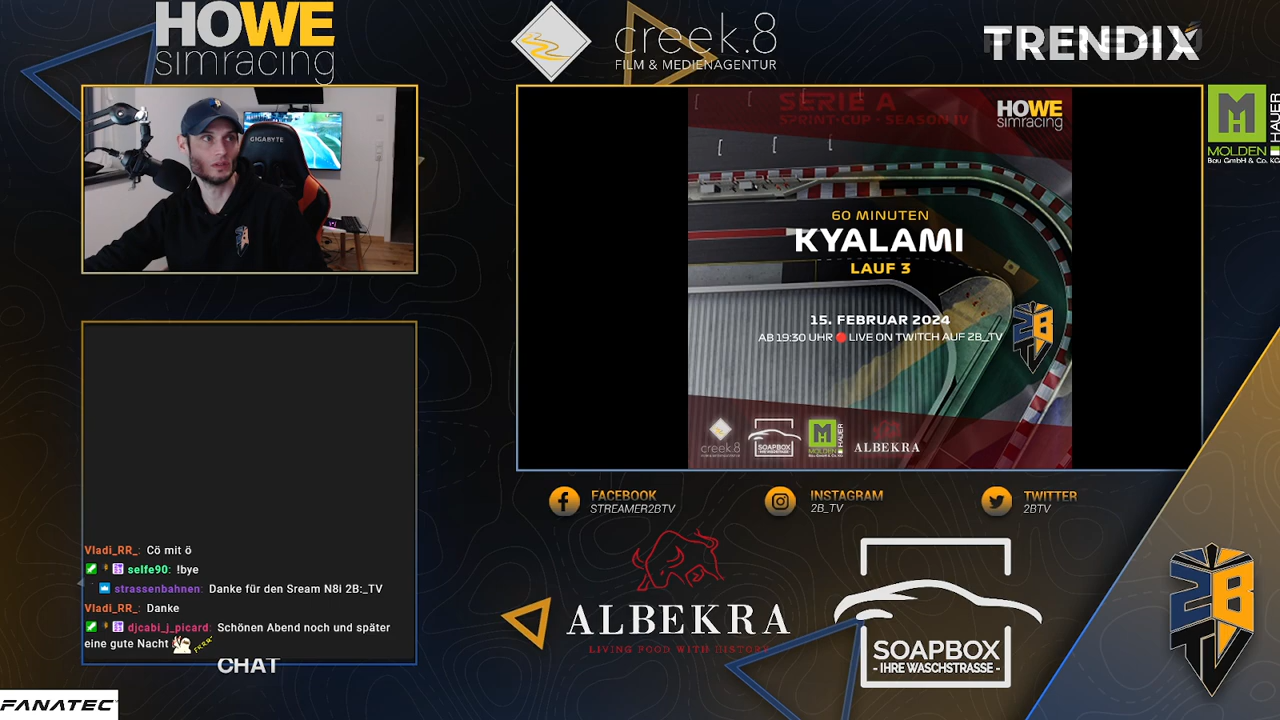 HOWE
simracing
creek.8
FILM & MEDIENAGENTUR
TRENDIX
GIGABYTE
SERIE A
SPRINT-CUP - SEASON IV
HOWE
simracing
MOLDEN
HAUER
Bau GmbH & Co. KG
60 MINUTEN
KYALAMI
LAUF 3
15. FEBRUAR 2024
AB 19:30 UHR 🔴 LIVE ON TWITCH AUF 2B_TV
2B
TV
creek.8
SOAPBOX
MOLDEN
HAUER
ALBEKRA
FACEBOOK
STREAMER2BTV
INSTAGRAM
2B_TV
TWITTER
2BTV
Vladi_RR_: Cö mit ö
selfe90: !bye
strassenbahnen: Danke für den Sream N8i 2B:_TV
Vladi_RR_: Danke
djcabi_j_picard: Schönen Abend noch und später
eine gute Nacht
CHAT
ALBEKRA
LIVING FOOD WITH HISTORY
SOAPBOX
- IHRE WASCHSTRASSE -
2B
TV
FANATEC